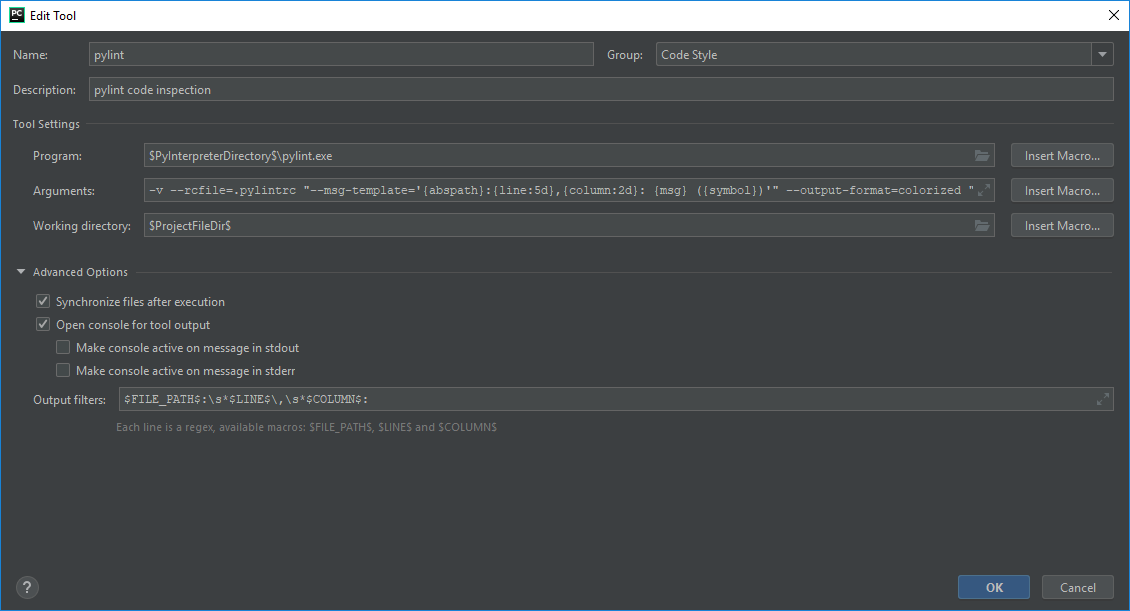 PC Edit Tool
Name: pylint Group: Code Style
Description: pylint code inspection
Tool Settings
Program: $PyInterpreterDirectory$\pylint.exe Insert Macro...
Arguments: -v --rcfile=.pylintrc "--msg-template='{abspath}:{line:5d},{column:2d}: {msg} ({symbol})'" --output-format=colorized " Insert Macro...
Working directory: $ProjectFileDir$ Insert Macro...
Advanced Options
Synchronize files after execution
Open console for tool output
Make console active on message in stdout
Make console active on message in stderr
Output filters: $FILE_PATH$:\s*$LINE$\,\s*$COLUMN$:
Each line is a regex, available macros: $FILE_PATH$, $LINE$ and $COLUMN$
? OK Cancel